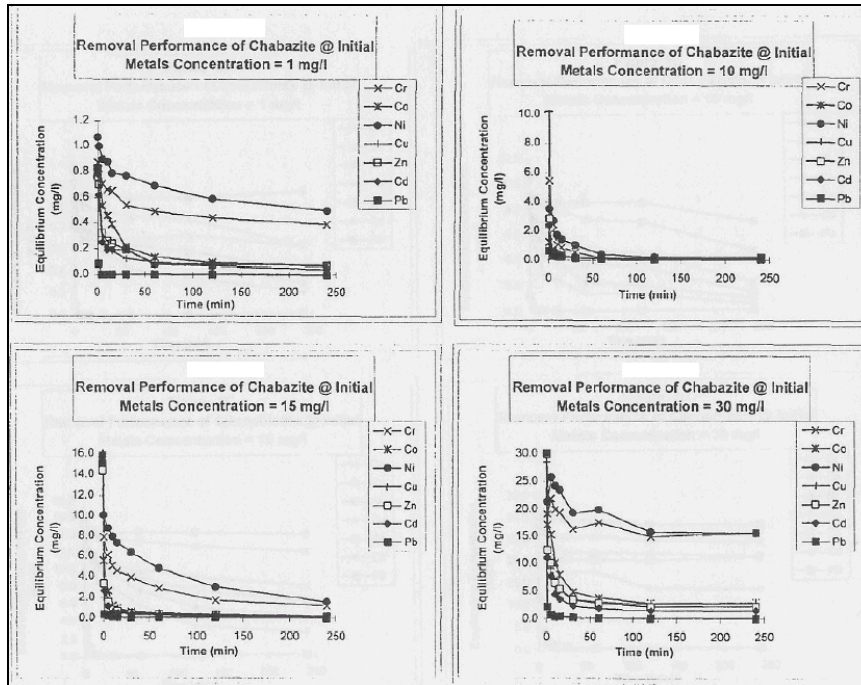 Removal Performance of Chabazite @ Initial
Metals Concentration = 1 mg/l
Equilibrium Concentration
(mg/l)
1.2
1.0
0.8
0.6
0.4
0.2
0.0
0 50 100 150 200 250
Time (min)
Cr
Co
Ni
Cu
Zn
Cd
Pb
Removal Performance of Chabazite @ Initial
Metals Concentration = 10 mg/l
Equilibrium Concentration
(mg/l)
10.0
8.0
6.0
4.0
2.0
0.0
0 50 100 150 200 250
Time (min)
Cr
Co
Ni
Cu
Zn
Cd
Pb
Removal Performance of Chabazite @ Initial
Metals Concentration = 15 mg/l
Equilibrium Concentration
(mg/l)
16.0
14.0
12.0
10.0
8.0
6.0
4.0
2.0
0.0
0 50 100 150 200 250
Time (min)
Cr
Co
Ni
Cu
Zn
Cd
Pb
Removal Performance of Chabazite @ Initial
Metals Concentration = 30 mg/l
Equilibrium Concentration
(mg/l)
30.0
25.0
20.0
15.0
10.0
5.0
0.0
0 50 100 150 200 250
Time (min)
Cr
Co
Ni
Cu
Zn
Cd
Pb